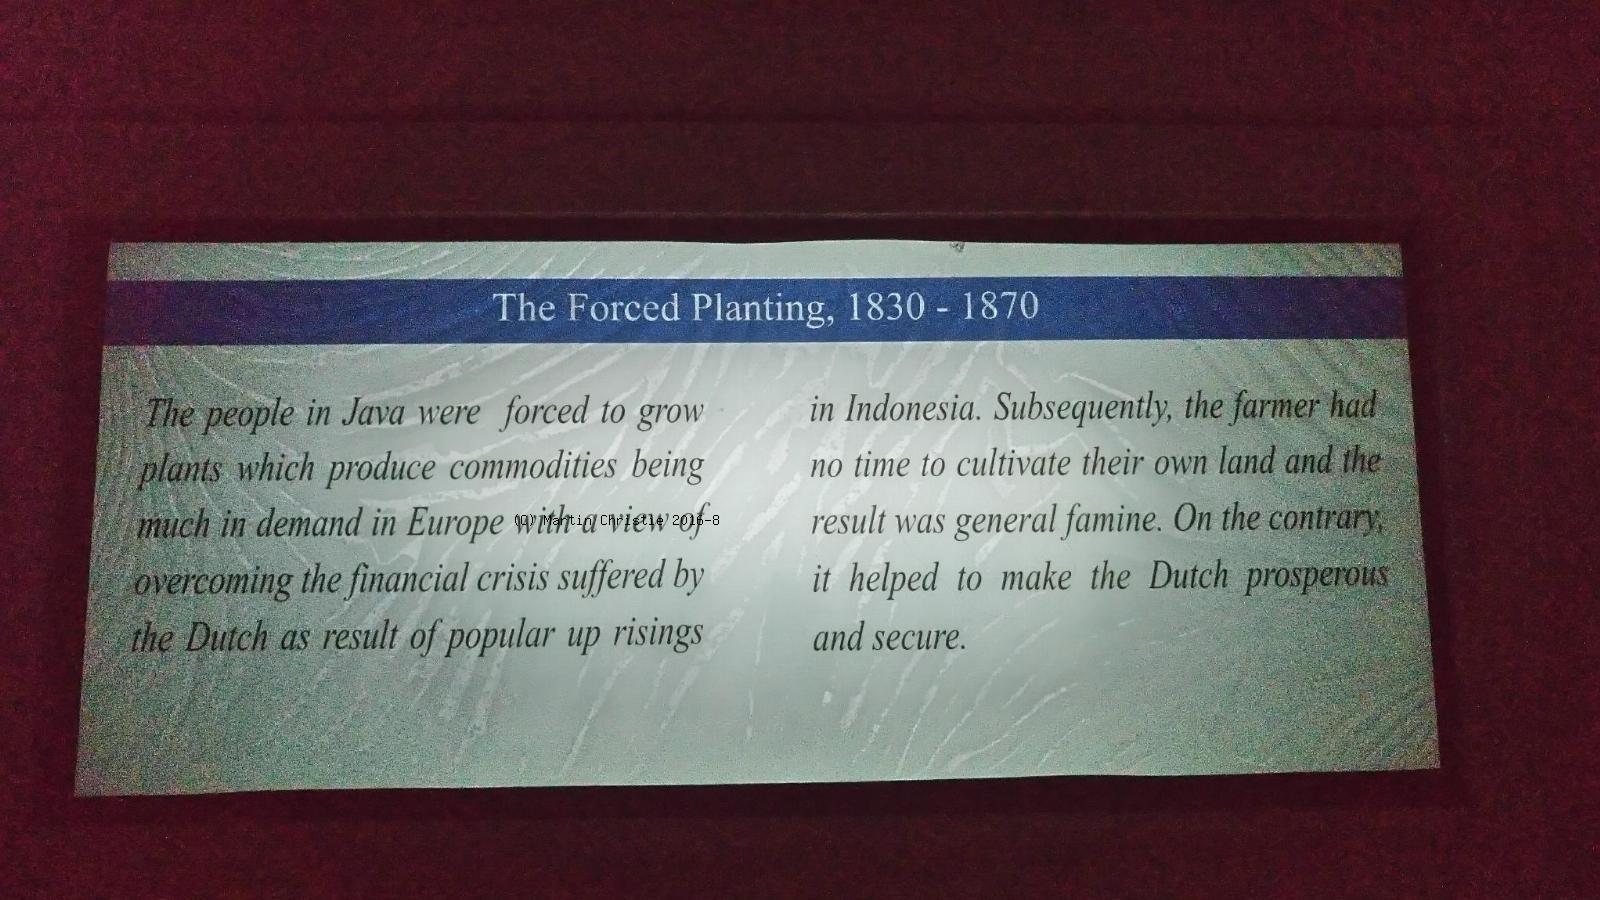 The Forced Planting, 1830 - 1870
The people in Java were forced to grow
plants which produce commodities being
much in demand in Europe with a view of
overcoming the financial crisis suffered by
the Dutch as result of popular up risings
in Indonesia. Subsequently, the farmer had
no time to cultivate their own land and the
result was general famine. On the contrary,
it helped to make the Dutch prosperous
and secure.
(C) Martin Christle 2016-8